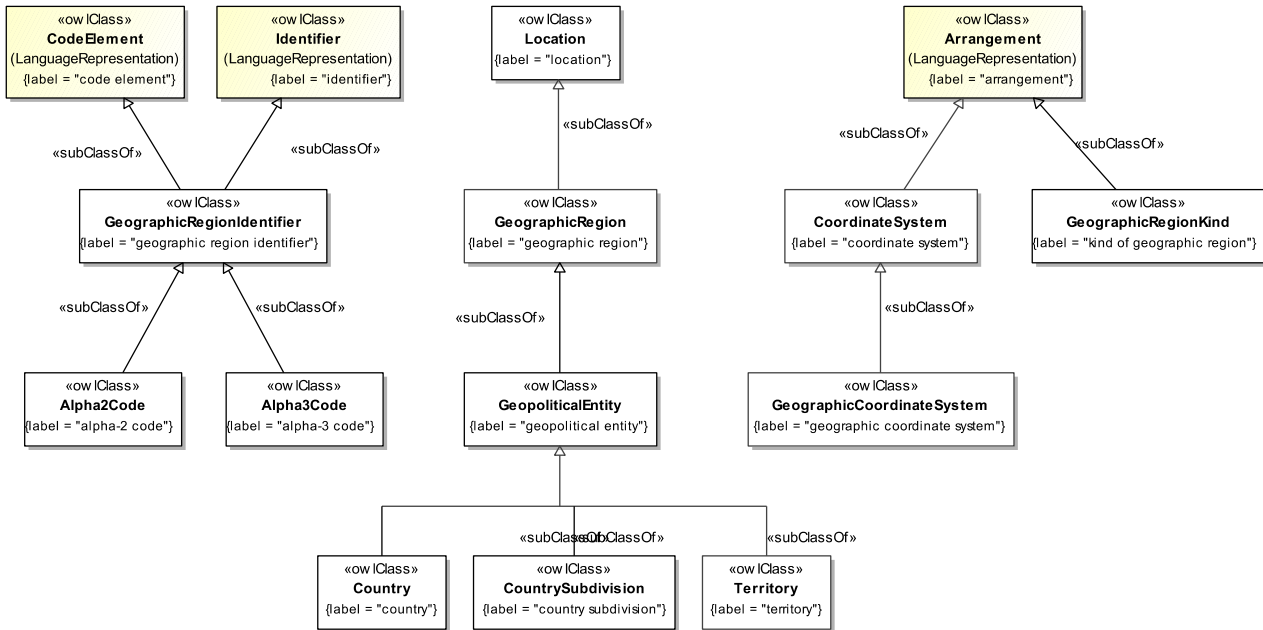 «owlClass»
CodeElement
(LanguageRepresentation)
{label = "code element"}
«owlClass»
Identifier
(LanguageRepresentation)
{label = "identifier"}
«owlClass»
Location
{label = "location"}
«owlClass»
Arrangement
(LanguageRepresentation)
{label = "arrangement"}
«subClassOf»
«subClassOf»
«subClassOf»
«subClassOf»
«subClassOf»
«owlClass»
GeographicRegionIdentifier
{label = "geographic region identifier"}
«owlClass»
GeographicRegion
{label = "geographic region"}
«owlClass»
CoordinateSystem
{label = "coordinate system"}
«owlClass»
GeographicRegionKind
{label = "kind of geographic region"}
«subClassOf»
«subClassOf»
«subClassOf»
«subClassOf»
«owlClass»
Alpha2Code
{label = "alpha-2 code"}
«owlClass»
Alpha3Code
{label = "alpha-3 code"}
«owlClass»
GeopoliticalEntity
{label = "geopolitical entity"}
«owlClass»
GeographicCoordinateSystem
{label = "geographic coordinate system"}
«subClassOf»
«subClassOf»
«subClassOf»
«owlClass»
Country
{label = "country"}
«owlClass»
CountrySubdivision
{label = "country subdivision"}
«owlClass»
Territory
{label = "territory"}